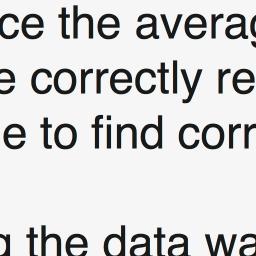 ce the averag
e correctly re
e to find corr
g the data wa